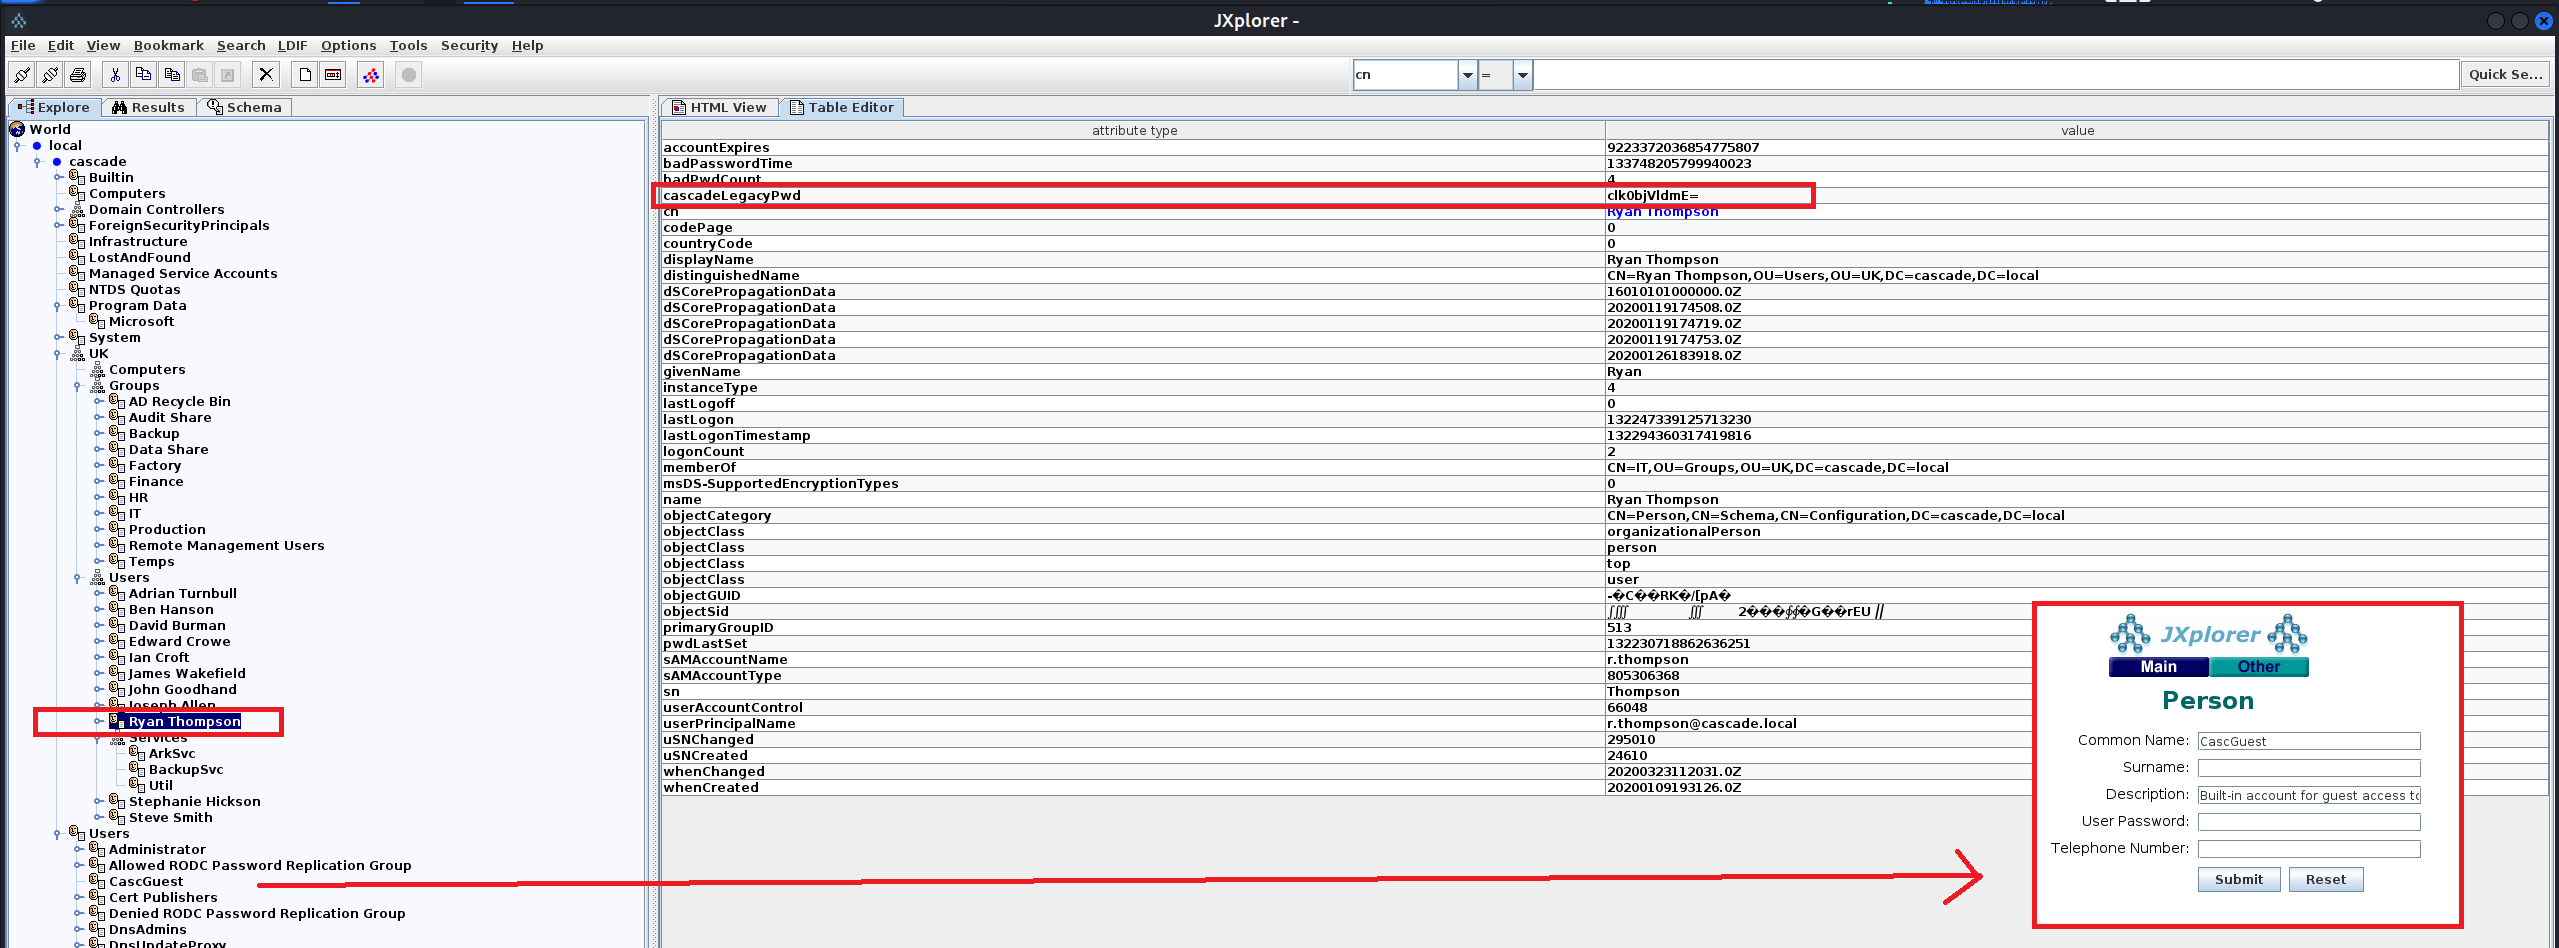 JXplorer -
File Edit View Bookmark Search LDIF Options Tools Security Help
cn = Quick Se...
Explore Results Schema
World
local
cascade
Builtin
Computers
Domain Controllers
ForeignSecurityPrincipals
Infrastructure
LostAndFound
Managed Service Accounts
NTDS Quotas
Program Data
Microsoft
System
UK
Computers
Groups
AD Recycle Bin
Audit Share
Backup
Data Share
Factory
Finance
HR
IT
Production
Remote Management Users
Temps
Users
Adrian Turnbull
Ben Hanson
David Burman
Edward Crowe
Ian Croft
James Wakefield
John Goodhand
Joseph Allen
Ryan Thompson
Services
ArkSvc
BackupSvc
Util
Stephanie Hickson
Steve Smith
Users
Administrator
Allowed RODC Password Replication Group
CascGuest
Cert Publishers
Denied RODC Password Replication Group
DnsAdmins
DnsUpdateProxy
HTML View Table Editor
attribute type value
accountExpires 9223372036854775807
badPasswordTime 133748205799940023
badPwdCount 4
cascadeLegacyPwd clk0bjVldmE=
cn Ryan Thompson
codePage 0
countryCode 0
displayName Ryan Thompson
distinguishedName CN=Ryan Thompson,OU=Users,OU=UK,DC=cascade,DC=local
dSCorePropagationData 16010101000000.0Z
dSCorePropagationData 20200119174508.0Z
dSCorePropagationData 20200119174719.0Z
dSCorePropagationData 20200119174753.0Z
dSCorePropagationData 20200126183918.0Z
givenName Ryan
instanceType 4
lastLogoff 0
lastLogon 132247339125713230
lastLogonTimestamp 132294360317419816
logonCount 2
memberOf CN=IT,OU=Groups,OU=UK,DC=cascade,DC=local
msDS-SupportedEncryptionTypes 0
name Ryan Thompson
objectCategory CN=Person,CN=Schema,CN=Configuration,DC=cascade,DC=local
objectClass organizationalPerson
objectClass person
objectClass top
objectClass user
objectGUID -�C��RK�/[pA�
objectSid
primaryGroupID 513
pwdLastSet 132230718862636251
sAMAccountName r.thompson
sAMAccountType 805306368
sn Thompson
userAccountControl 66048
userPrincipalName r.thompson@cascade.local
uSNChanged 295010
uSNCreated 24610
whenChanged 20200323112031.0Z
whenCreated 20200109193126.0Z
JXplorer
Main Other
Person
Common Name: CascGuest
Surname:
Description: Built-in account for guest access to
User Password:
Telephone Number:
Submit Reset